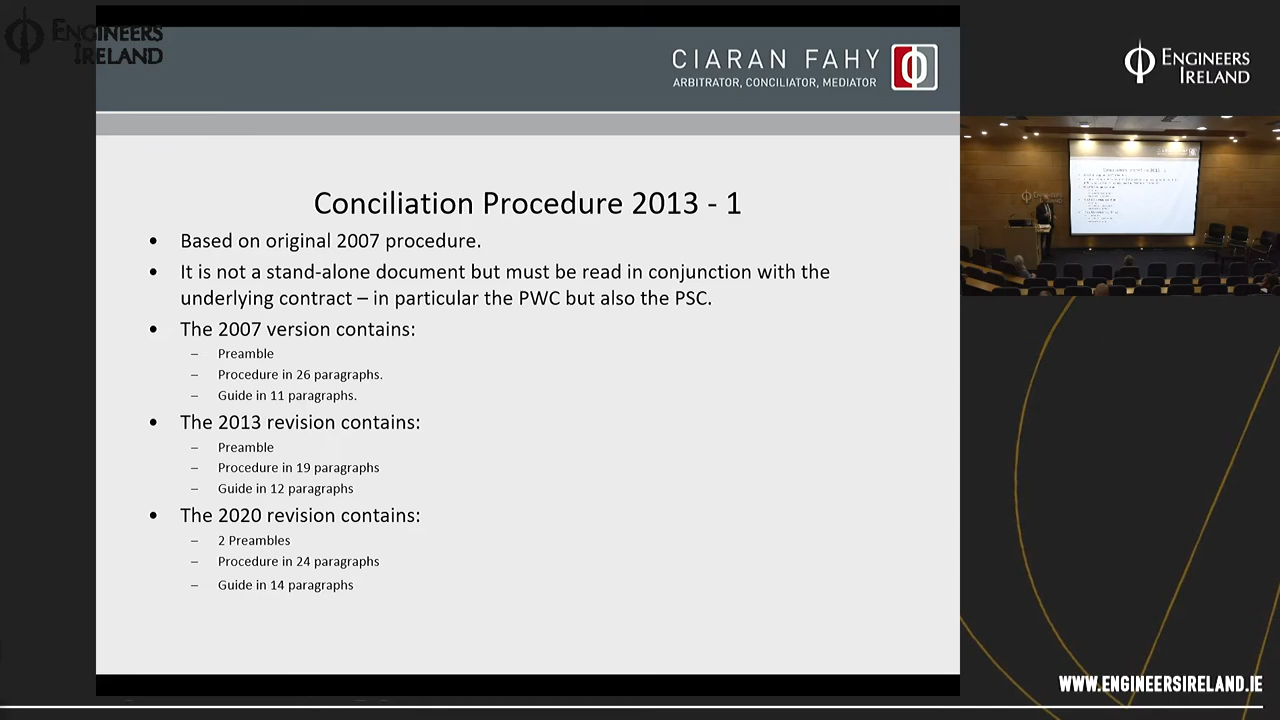 ENGINEERS
IRELAND
CIARAN FAHY
ARBITRATOR, CONCILIATOR, MEDIATOR
ENGINEERS
IRELAND
Conciliation Procedure 2013 - 1
• Based on original 2007 procedure.
• It is not a stand-alone document but must be read in conjunction with the
underlying contract – in particular the PWC but also the PSC.
• The 2007 version contains:
– Preamble
– Procedure in 26 paragraphs.
– Guide in 11 paragraphs.
• The 2013 revision contains:
– Preamble
– Procedure in 19 paragraphs
– Guide in 12 paragraphs
• The 2020 revision contains:
– 2 Preambles
– Procedure in 24 paragraphs
– Guide in 14 paragraphs
WWW.ENGINEERSIRELAND.IE